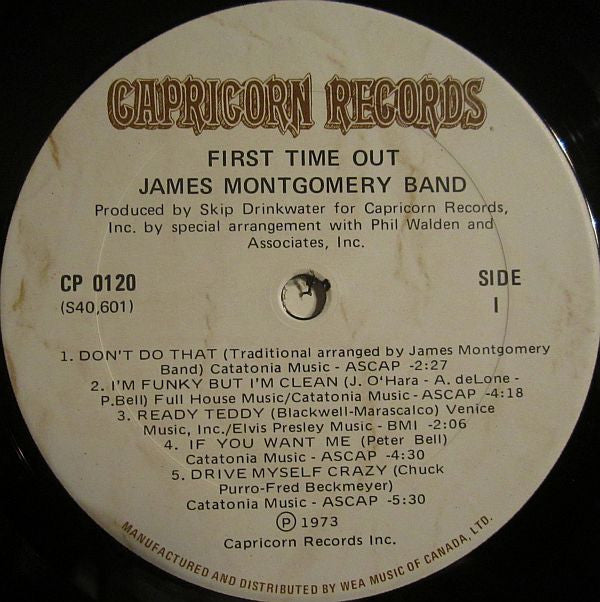 CAPRICORN RECORDS
FIRST TIME OUT
JAMES MONTGOMERY BAND
Produced by Skip Drinkwater for Capricorn Records,
Inc. by special arrangement with Phil Walden and
Associates, Inc.
CP 0120
(S40,601)
SIDE
I
1. DON'T DO THAT (Traditional arranged by James Montgomery
Band) Catatonia Music - ASCAP -2:27
2. I'M FUNKY BUT I'M CLEAN (J. O'Hara - A. deLone -
P.Bell) Full House Music/Catatonia Music - ASCAP -4:18
3. READY TEDDY (Blackwell-Marascalco) Venice
Music, Inc./Elvis Presley Music - BMI -2:06
4. IF YOU WANT ME (Peter Bell)
Catatonia Music - ASCAP -4:30
5. DRIVE MYSELF CRAZY (Chuck
Purro-Fred Beckmeyer)
Catatonia Music - ASCAP -5:30
Ⓟ 1973
Capricorn Records Inc.
MANUFACTURED AND DISTRIBUTED BY WEA MUSIC OF CANADA, LTD.